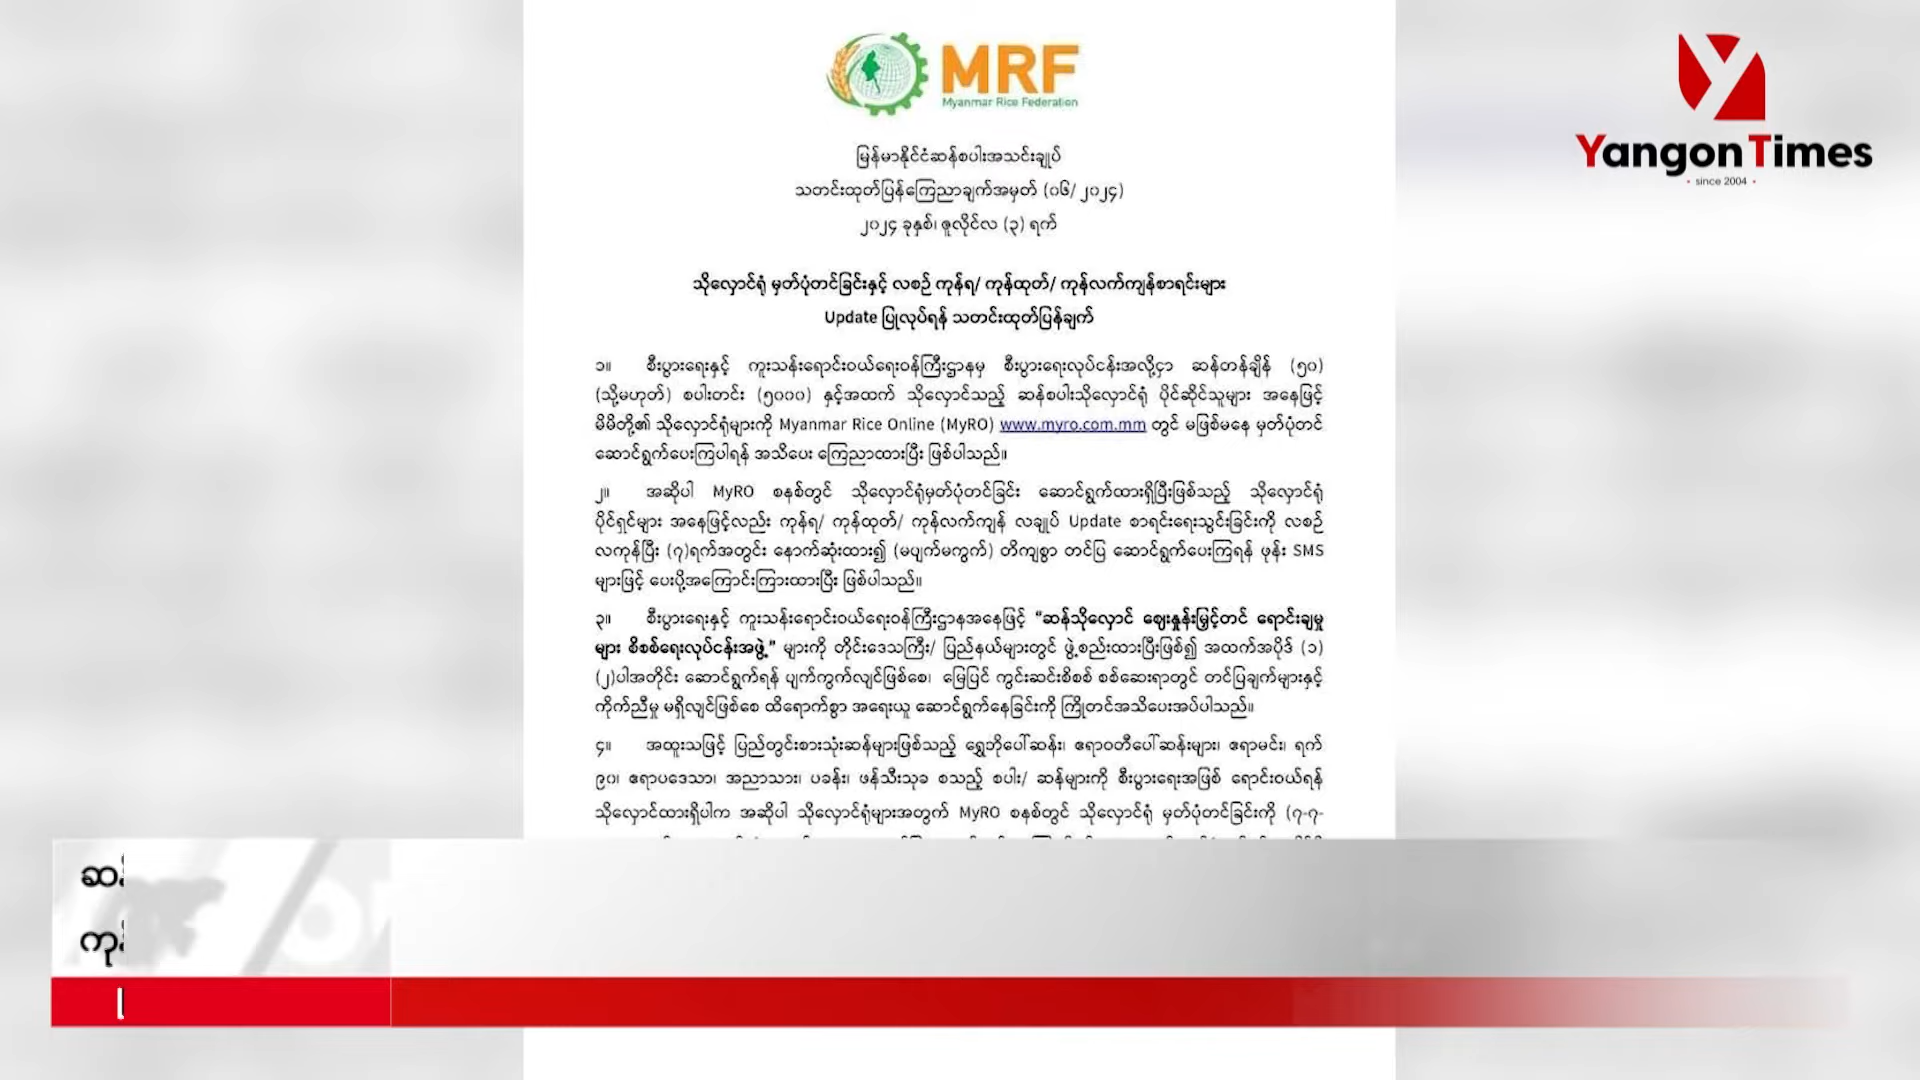 MRF
Myanmar Rice Federation
Yangon Times
• since 2004 •
မြန်မာနိုင်ငံဆန်စပါးအသင်းချုပ်
သတင်းထုတ်ပြန်ကြေညာချက်အမှတ် (၀၆/၂၀၂၄)
၂၀၂၄ ခုနှစ်၊ ဇူလိုင်လ (၃) ရက်
သိုလှောင်ရုံ မှတ်ပုံတင်ခြင်းနှင့် လစဉ် ကုန်ရ/ ကုန်ထုတ်/ ကုန်လက်ကျန်စာရင်းများ
Update ပြုလုပ်ရန် သတင်းထုတ်ပြန်ချက်
၁။ စီးပွားရေးနှင့် ကူးသန်းရောင်းဝယ်ရေးဝန်ကြီးဌာနမှ စီးပွားရေးလုပ်ငန်းအလို့ငှာ ဆန်တန်ချိန် (၅၀)
(သို့မဟုတ်) စပါးတင်း (၅၀၀၀) နှင့်အထက် သိုလှောင်သည့် ဆန်စပါးသိုလှောင်ရုံ ပိုင်ဆိုင်သူများ အနေဖြင့်
မိမိတို့၏ သိုလှောင်ရုံများကို Myanmar Rice Online (MyRO) www.myro.com.mm တွင် မဖြစ်မနေ မှတ်ပုံတင်
ဆောင်ရွက်ပေးကြပါရန် အသိပေး ကြေညာထားပြီး ဖြစ်ပါသည်။
၂။ အဆိုပါ MyRO စနစ်တွင် သိုလှောင်ရုံမှတ်ပုံတင်ခြင်း ဆောင်ရွက်ထားရှိပြီးဖြစ်သည့် သိုလှောင်ရုံ
ပိုင်ရှင်များ အနေဖြင့်လည်း ကုန်ရ/ ကုန်ထုတ်/ ကုန်လက်ကျန် လချုပ် Update စာရင်းရေးသွင်းခြင်းကို လစဉ်
လကုန်ပြီး (၇)ရက်အတွင်း နောက်ဆုံးထား၍ (မပျက်မကွက်) တိကျစွာ တင်ပြ ဆောင်ရွက်ပေးကြရန် ဖုန်း SMS
များဖြင့် ပေးပို့အကြောင်းကြားထားပြီး ဖြစ်ပါသည်။
၃။ စီးပွားရေးနှင့် ကူးသန်းရောင်းဝယ်ရေးဝန်ကြီးဌာနအနေဖြင့် "ဆန်သိုလှောင် ဈေးနှုန်းမြှင့်တင် ရောင်းချမှု
များ စိစစ်ရေးလုပ်ငန်းအဖွဲ့" များကို တိုင်းဒေသကြီး/ ပြည်နယ်များတွင် ဖွဲ့စည်းထားပြီးဖြစ်၍ အထက်အပိုဒ် (၁)
(၂)ပါအတိုင်း ဆောင်ရွက်ရန် ပျက်ကွက်လျင်ဖြစ်စေ၊ မြေပြင် ကွင်းဆင်းစိစစ် စစ်ဆေးရာတွင် တင်ပြချက်များနှင့်
ကိုက်ညီမှု မရှိလျင်ဖြစ်စေ ထိရောက်စွာ အရေးယူ ဆောင်ရွက်နေခြင်းကို ကြိုတင်အသိပေးအပ်ပါသည်။
၄။ အထူးသဖြင့် ပြည်တွင်းစားသုံးဆန်များဖြစ်သည့် ရွှေဘိုပေါ်ဆန်း၊ ဧရာဝတီပေါ်ဆန်းများ၊ ဧရာမင်း၊ ရက်
၉၀၊ ဧရာပဒေသာ၊ အညာသား၊ ပခန်း၊ ဖန်သီးသုခ စသည့် စပါး/ ဆန်များကို စီးပွားရေးအဖြစ် ရောင်းဝယ်ရန်
သိုလှောင်ထားရှိပါက အဆိုပါ သိုလှောင်ရုံများအတွက် MyRO စနစ်တွင် သိုလှောင်ရုံ မှတ်ပုံတင်ခြင်းကို (၇-၇-
ဆန်
ကုန်